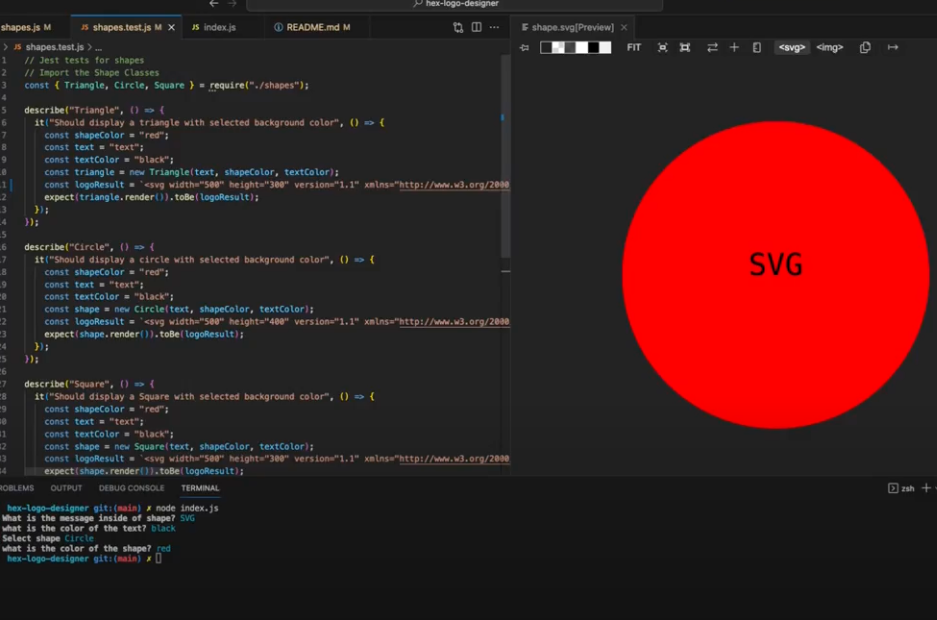 hex-logo-designer
shapes.js M
shapes.test.js M
index.js
README.md M
shape.svg[Preview]
shapes.test.js > ...
FIT
<svg>
<img>
1 // Jest tests for shapes
2 // Import the Shape Classes
3 const { Triangle, Circle, Square } = require("./shapes");
4
5 describe("Triangle", () => {
6 it("Should display a triangle with selected background color", () => {
7 const shapeColor = "red";
8 const text = "text";
9 const textColor = "black";
10 const triangle = new Triangle(text, shapeColor, textColor);
11 const logoResult = `<svg width="500" height="300" version="1.1" xmlns="http://www.w3.org/2000
12 expect(triangle.render()).toBe(logoResult);
13 });
14 });
15
16 describe("Circle", () => {
17 it("Should display a circle with selected background color", () => {
18 const shapeColor = "red";
19 const text = "text";
20 const textColor = "black";
21 const shape = new Circle(text, shapeColor, textColor);
22 const logoResult = `<svg width="500" height="400" version="1.1" xmlns="http://www.w3.org/2000
23 expect(shape.render()).toBe(logoResult);
24 });
25 });
26
27 describe("Square", () => {
28 it("Should display a Square with selected background color", () => {
29 const shapeColor = "red";
30 const text = "text";
31 const textColor = "black";
32 const shape = new Square(text, shapeColor, textColor);
33 const logoResult = `<svg width="500" height="300" version="1.1" xmlns="http://www.w3.org/2000
34 expect(shape.render()).toBe(logoResult);
SVG
ROBLEMS OUTPUT DEBUG CONSOLE TERMINAL
zsh
hex-logo-designer git:(main) ✗ node index.js
What is the message inside of shape? SVG
what is the color of the text? black
Select shape Circle
what is the color of the shape? red
hex-logo-designer git:(main) ✗